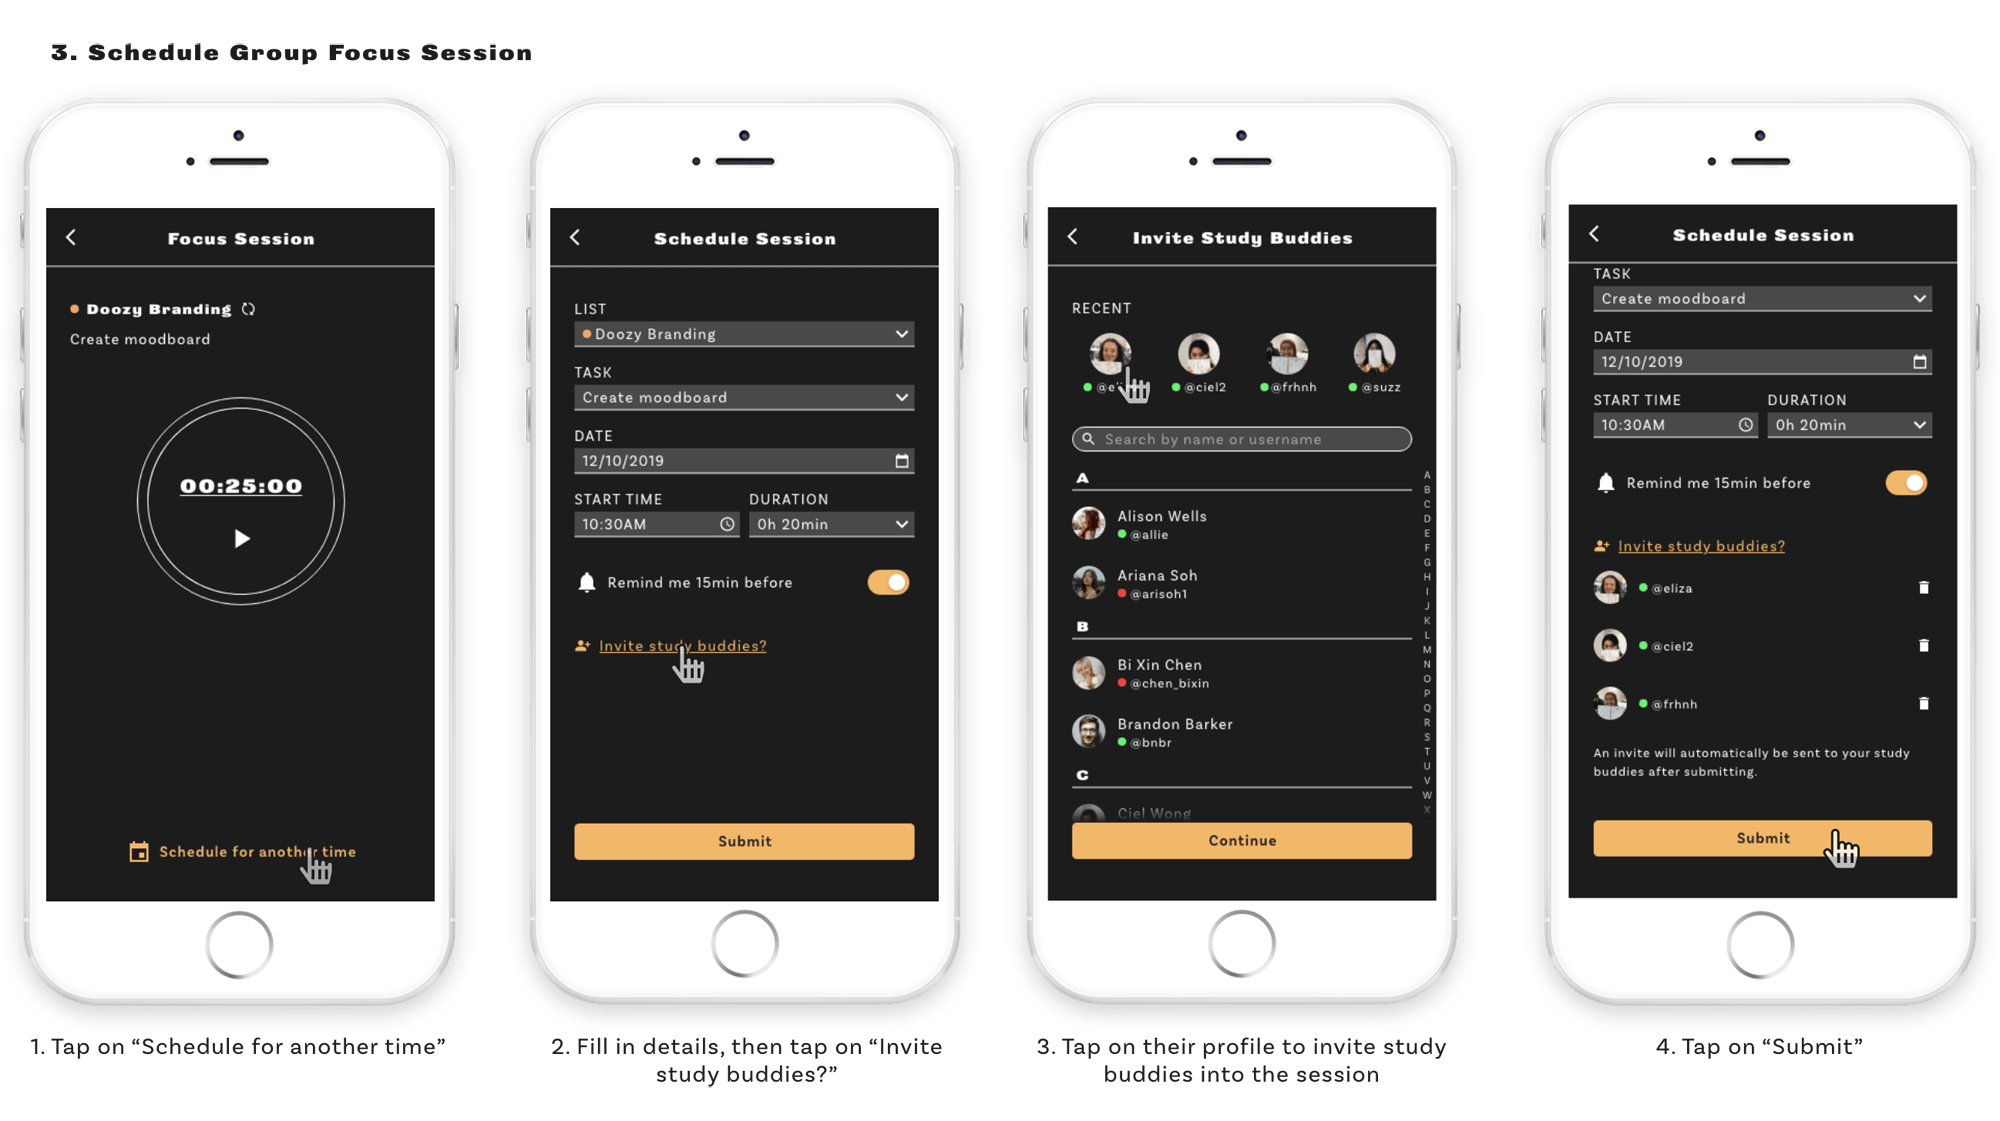 3. Schedule Group Focus Session
Focus Session
Doozy Branding
Create moodboard
00:25:00
Schedule for another time
1. Tap on “Schedule for another time”
Schedule Session
LIST
Doozy Branding
TASK
Create moodboard
DATE
12/10/2019
START TIME DURATION
10:30AM 0h 20min
Remind me 15min before
Invite study buddies?
Submit
2. Fill in details, then tap on “Invite
study buddies?”
Invite Study Buddies
RECENT
@ciel2 @frhnh @suzz
Search by name or username
A
Alison Wells
@allie
Ariana Soh
@arisoh1
B
Bi Xin Chen
@chen_bixin
Brandon Barker
@bnbr
C
Ciel Wong
A
B
C
D
E
F
G
H
I
J
K
L
M
N
O
P
Q
R
S
T
U
V
W
X
Continue
3. Tap on their profile to invite study
buddies into the session
Schedule Session
TASK
Create moodboard
DATE
12/10/2019
START TIME DURATION
10:30AM 0h 20min
Remind me 15min before
Invite study buddies?
@eliza
@ciel2
@frhnh
An invite will automatically be sent to your study
buddies after submitting.
Submit
4. Tap on “Submit”